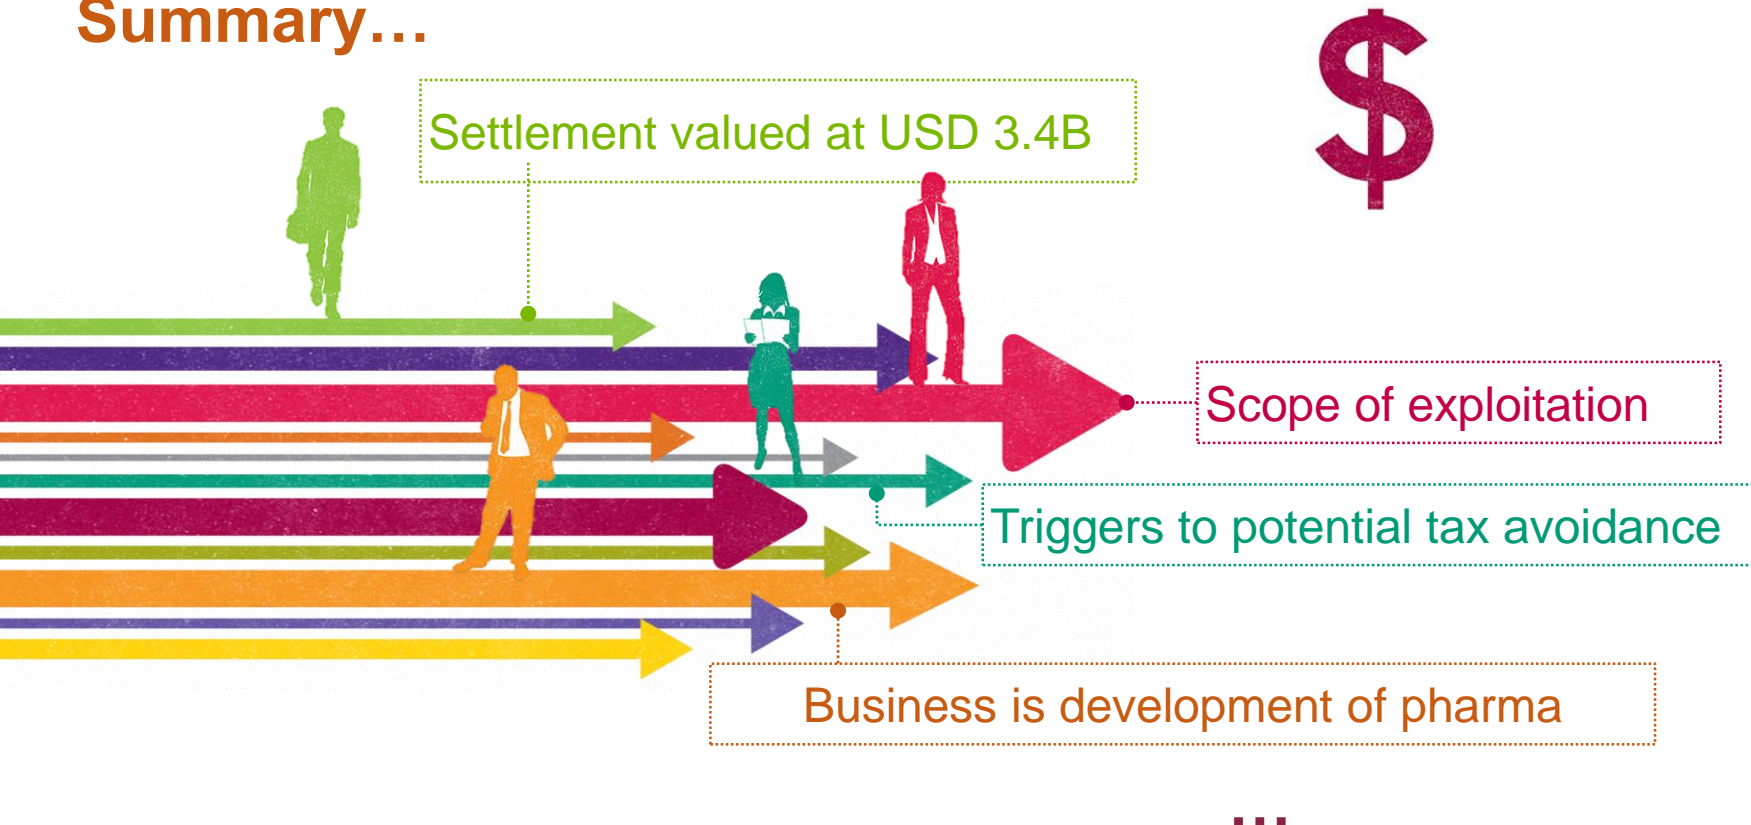 Summary…
$
Settlement valued at USD 3.4B
Scope of exploitation
Triggers to potential tax avoidance
Business is development of pharma
…